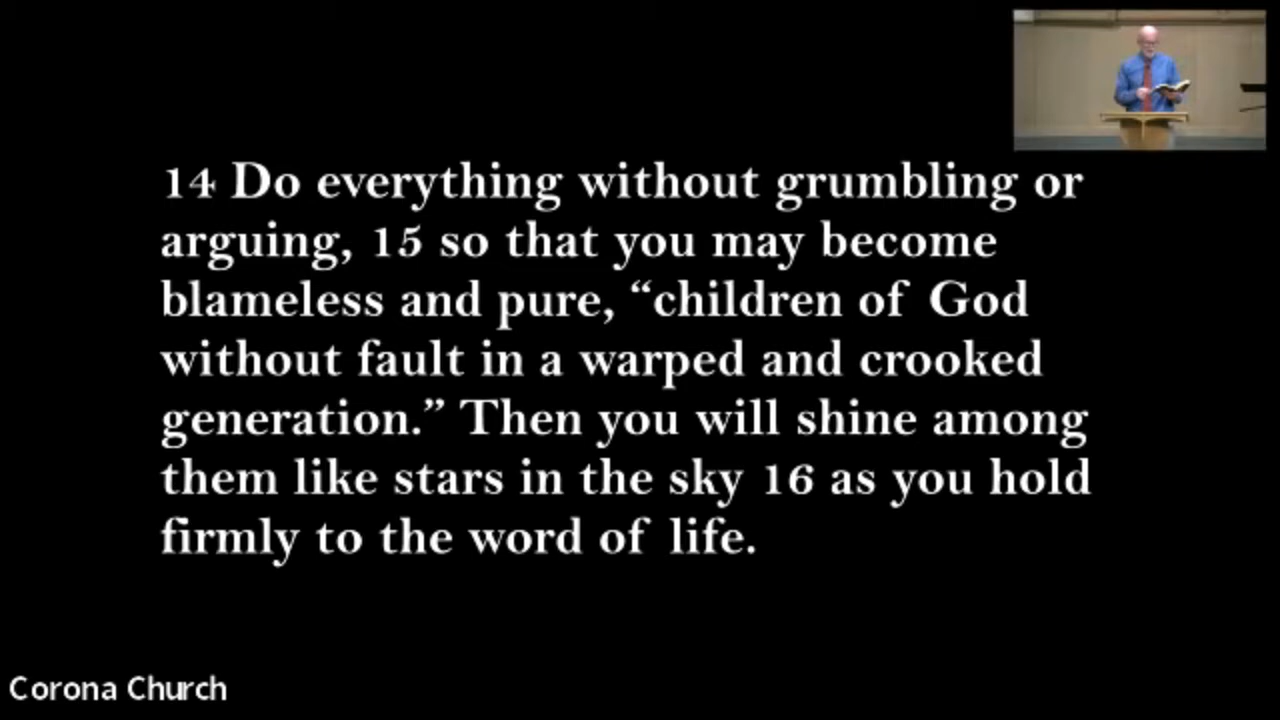 14 Do everything without grumbling or
arguing, 15 so that you may become
blameless and pure, “children of God
without fault in a warped and crooked
generation.” Then you will shine among
them like stars in the sky 16 as you hold
firmly to the word of life.
Corona Church